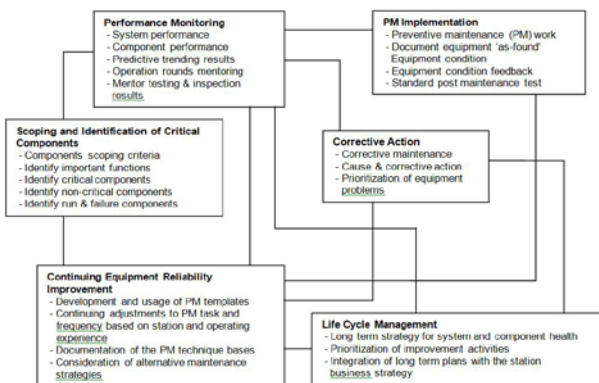 Performance Monitoring
- System performance
- Component performance
- Predictive trending results
- Operation rounds mentoring
- Mentor testing & inspection
results
PM Implementation
- Preventive maintenance (PM) work
- Document equipment 'as-found'
Equipment condition
- Equipment condition feedback
- Standard post maintenance test
Scoping and Identification of Critical
Components
- Components scoping criteria
- Identify important functions
- Identify critical components
- Identify non-critical components
- Identify run & failure components
Corrective Action
- Corrective maintenance
- Cause & corrective action
- Prioritization of equipment
problems
Continuing Equipment Reliability
Improvement
- Development and usage of PM templates
- Continuing adjustments to PM task and
frequency based on station and operating
experience
- Documentation of the PM technique bases
- Consideration of alternative maintenance
strategies
Life Cycle Management
- Long term strategy for system and component health
- Prioritization of improvement activities
- Integration of long term plans with the station
business strategy